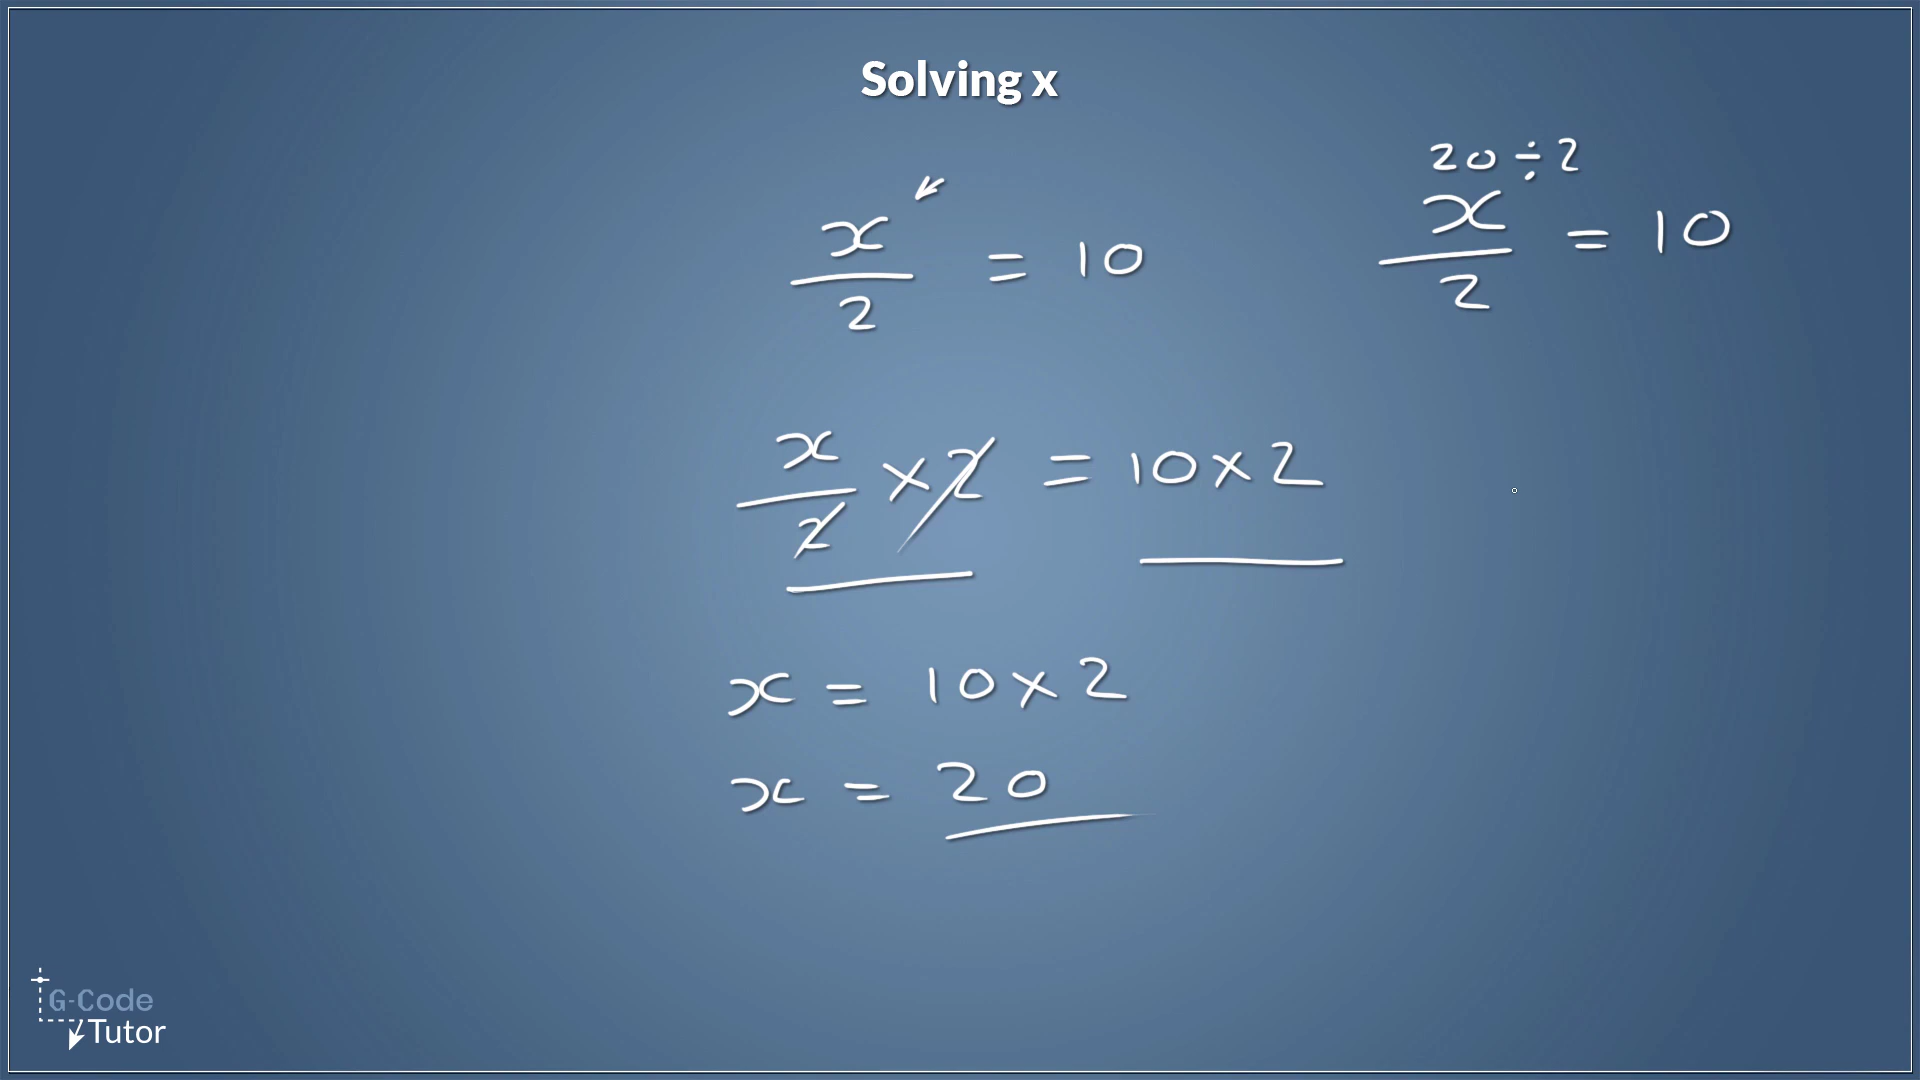 Solving x
x/2 = 10
20 ÷ 2
x/2 = 10
x/2 × 2 = 10 × 2
x = 10 × 2
x = 20
G-Code
Tutor